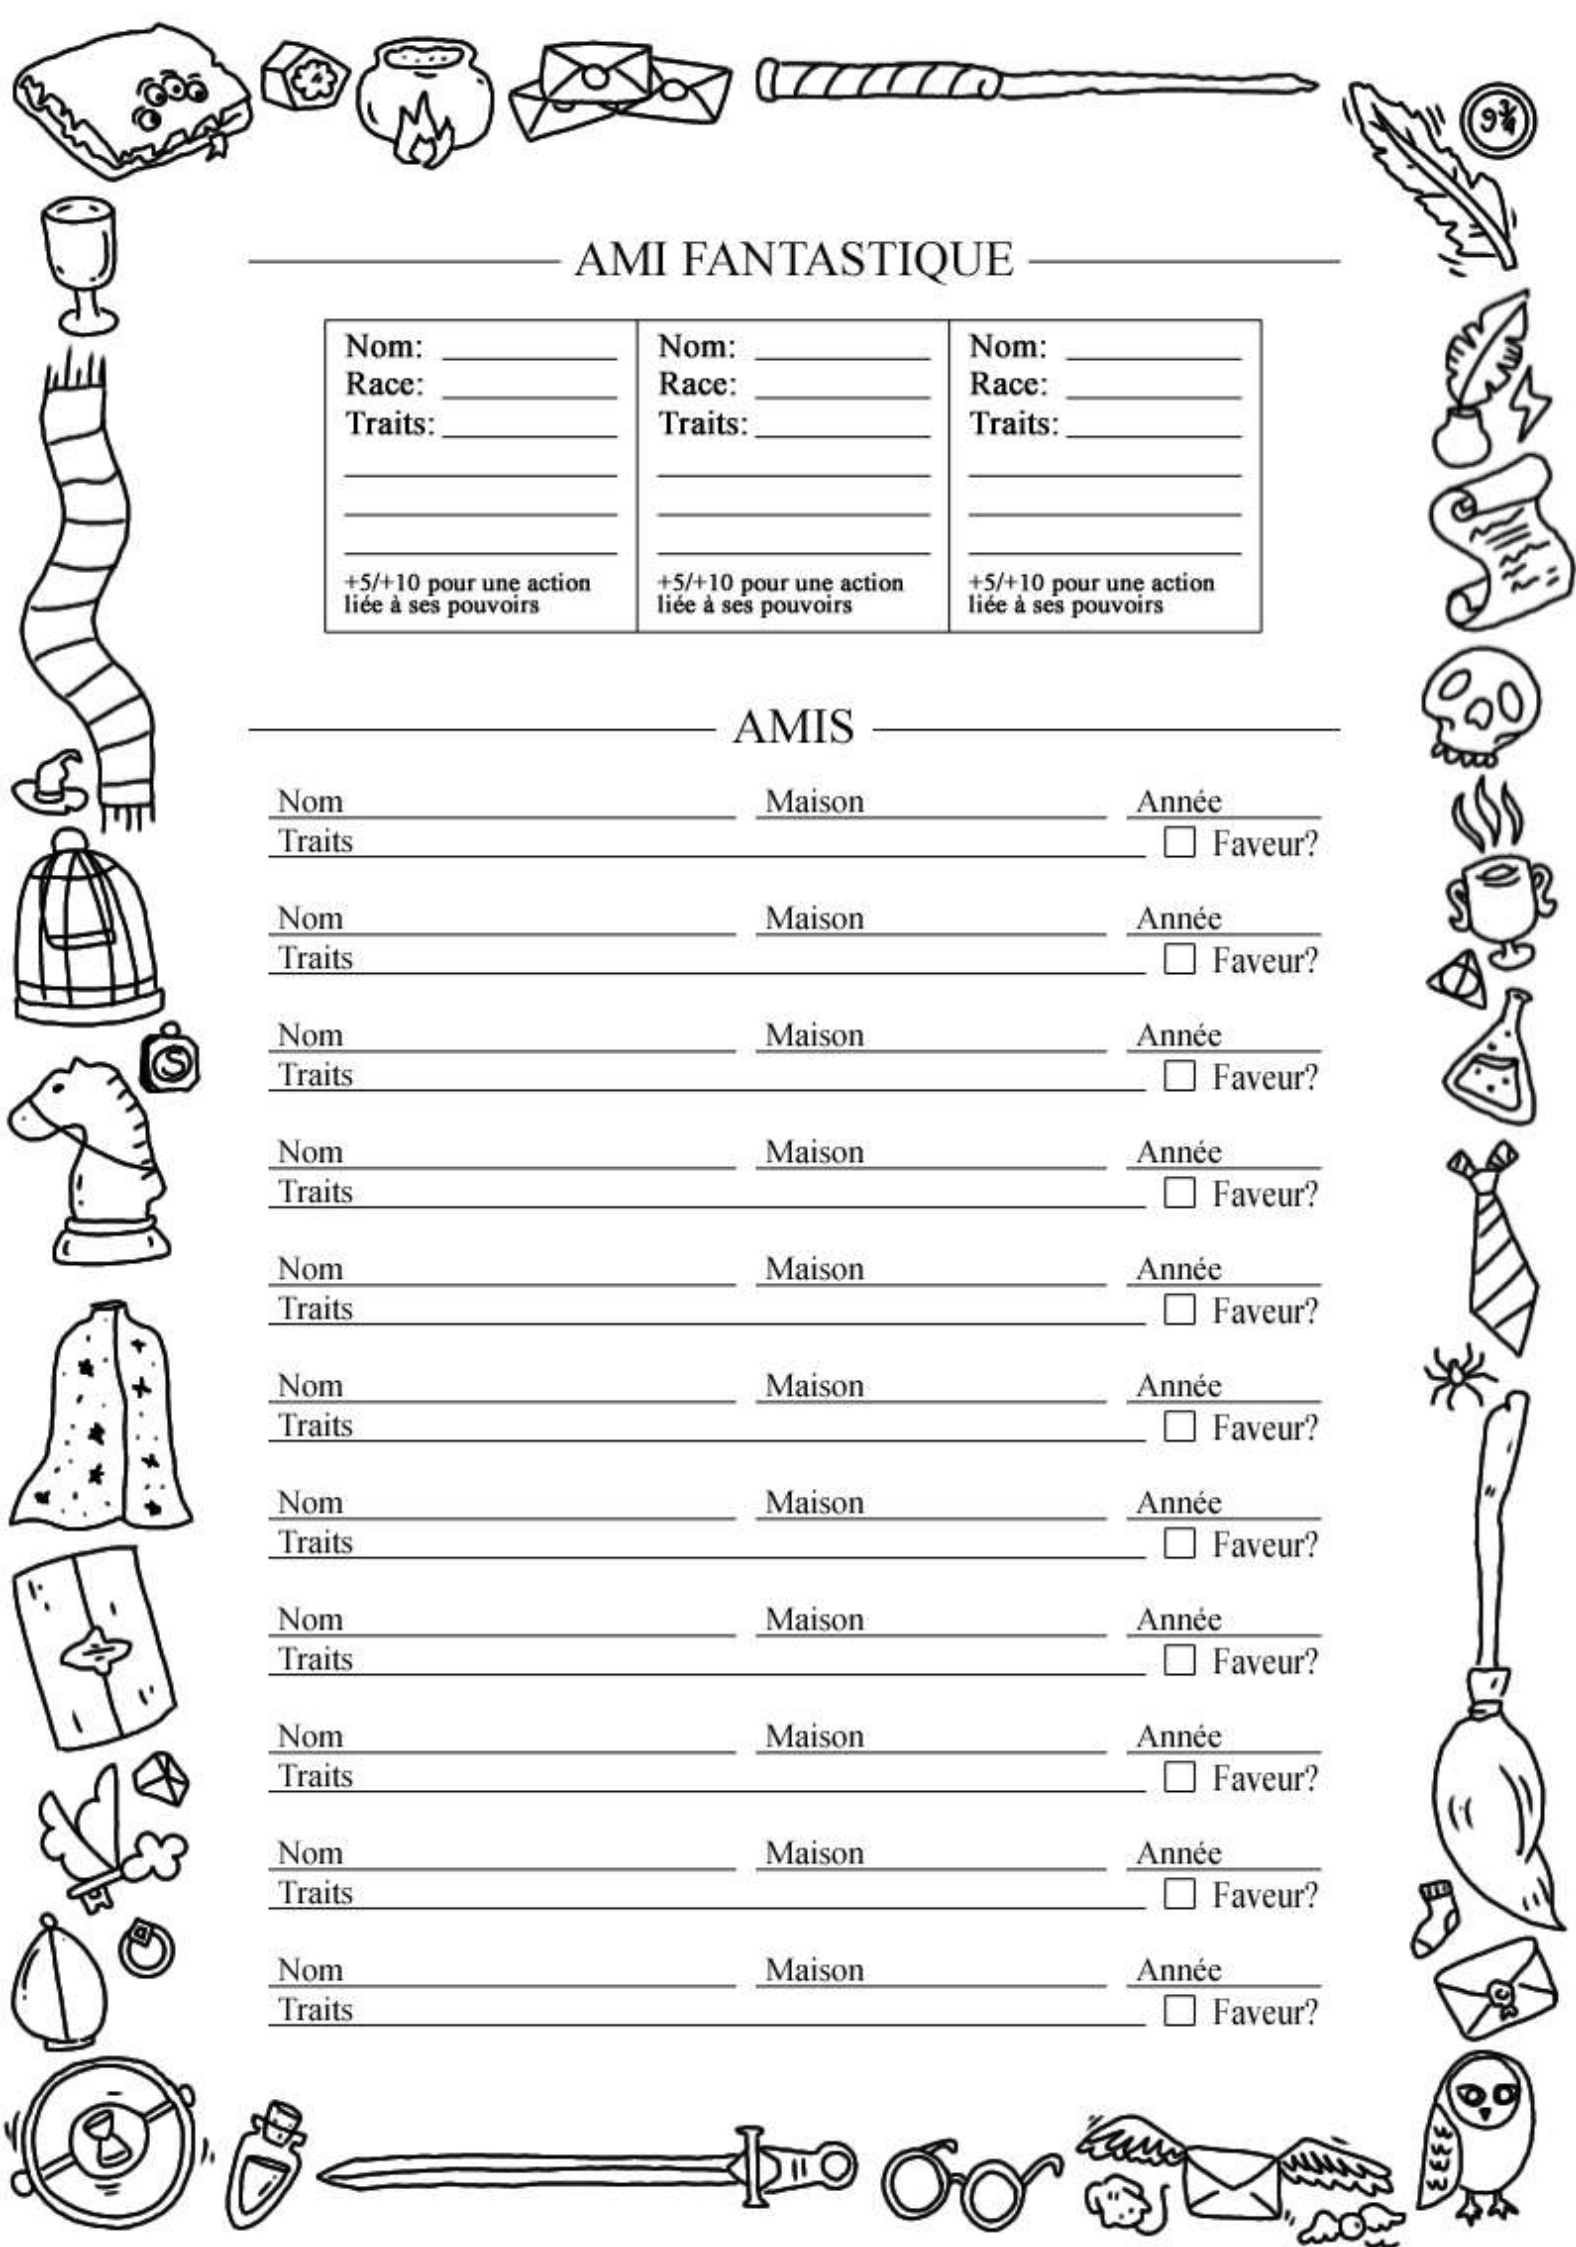 9 3/4
AMI FANTASTIQUE
Nom: Nom: Nom:
Race: Race: Race:
Traits: Traits: Traits:
+5/+10 pour une action +5/+10 pour une action +5/+10 pour une action
liée à ses pouvoirs liée à ses pouvoirs liée à ses pouvoirs
AMIS
Nom Maison Année
Traits Faveur?
Nom Maison Année
Traits Faveur?
Nom Maison Année
S
Traits Faveur?
Nom Maison Année
Traits Faveur?
Nom Maison Année
Traits Faveur?
Nom Maison Année
Traits Faveur?
Nom Maison Année
Traits Faveur?
Nom Maison Année
Traits Faveur?
Nom Maison Année
Traits Faveur?
Nom Maison Année
Traits Faveur?
Nom Maison Année
Traits Faveur?